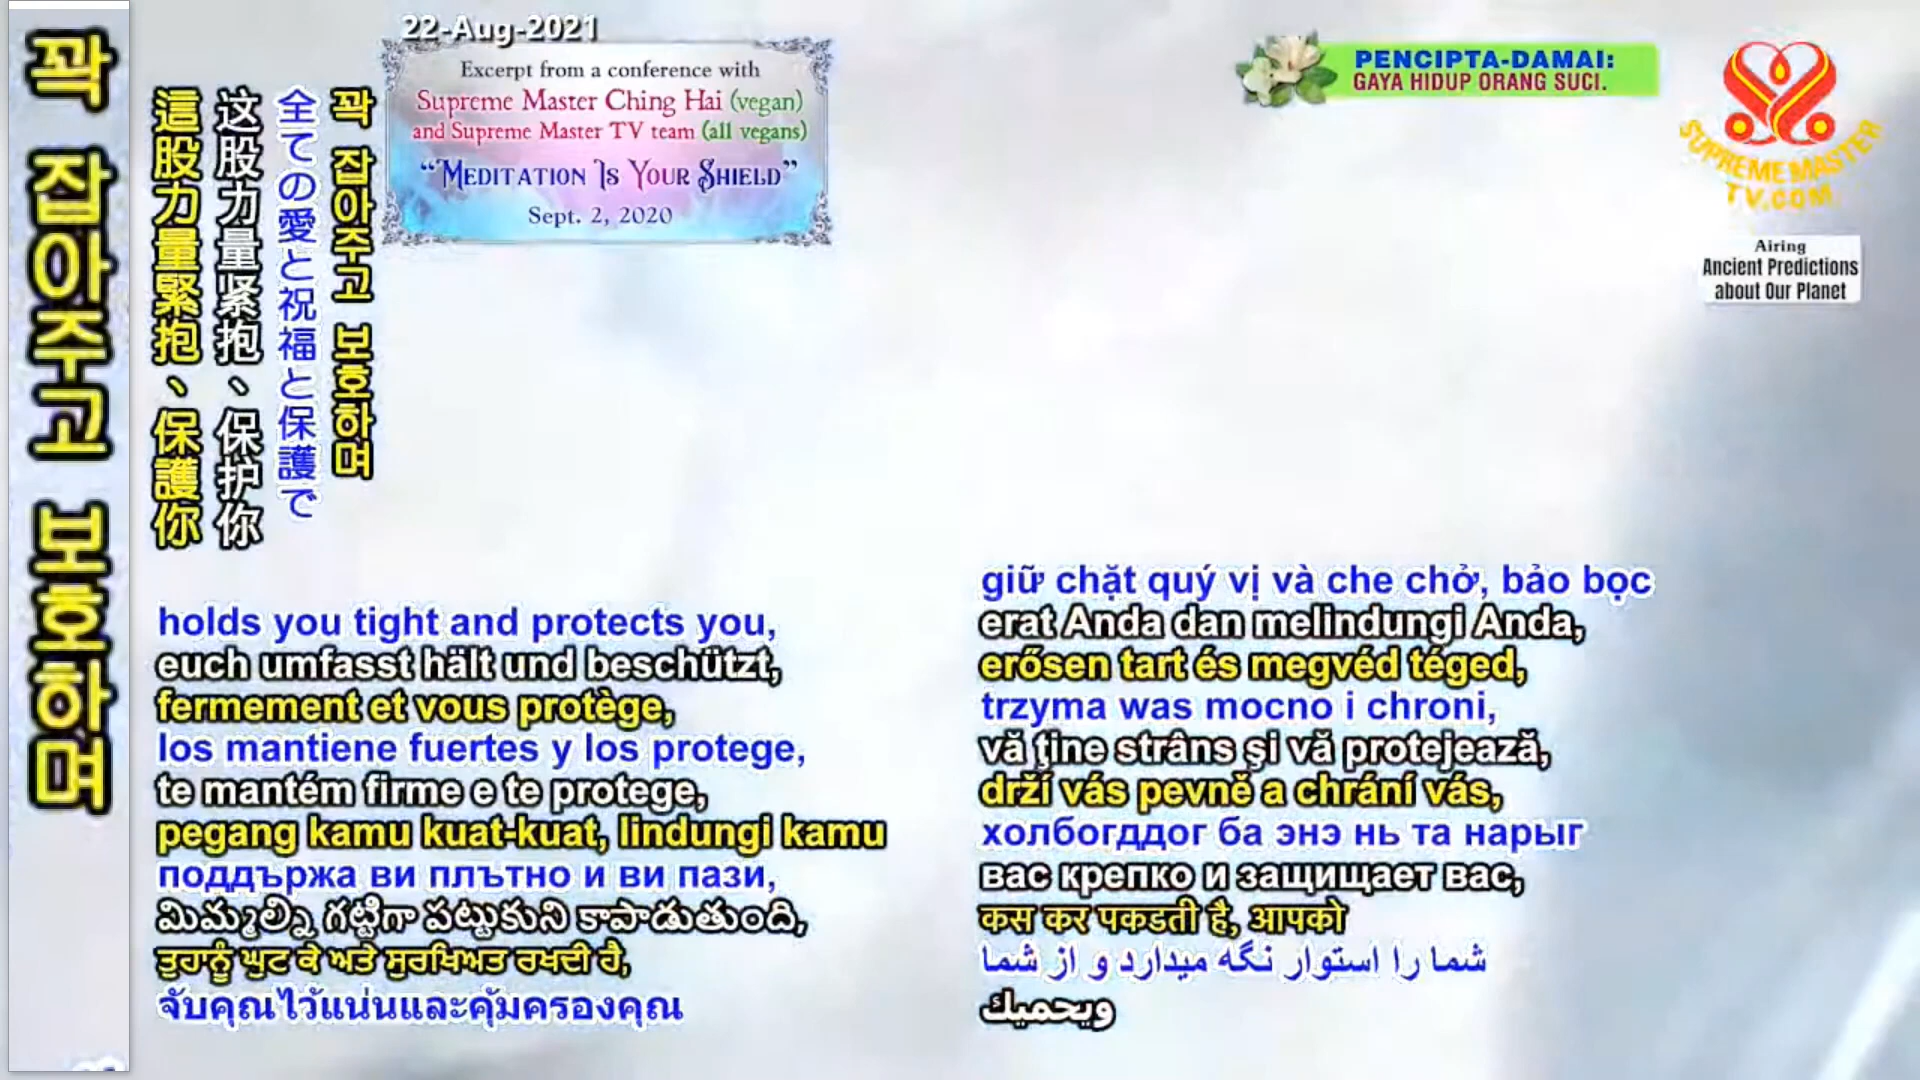 꽉 잡아주고 보호하며
這股力量緊抱、保護你
这股力量紧抱、保护你
全ての愛と祝福と保護で
꽉 잡아주고 보호하며
22-Aug-2021
Excerpt from a conference with
Supreme Master Ching Hai (vegan)
and Supreme Master TV team (all vegans)
“Meditation Is Your Shield”
Sept. 2, 2020
PENCIPTA-DAMAI:
GAYA HIDUP ORANG SUCI.
SUPREME MASTER
TV.COM
Airing
Ancient Predictions
about Our Planet
holds you tight and protects you,
euch umfasst hält und beschützt,
fermement et vous protège,
los mantiene fuertes y los protege,
te mantém firme e te protege,
pegang kamu kuat-kuat, lindungi kamu
поддържа ви плътно и ви пази,
మిమ్మల్ని గట్టిగా పట్టుకుని కాపాడుతుంది,
ਤੁਹਾਨੂੰ ਘੁਟ ਕੇ ਅਤੇ ਸੁਰਖਿਅਤ ਰਖਦੀ ਹੈ,
จับคุณไว้แน่นและคุ้มครองคุณ
giữ chặt quý vị và che chở, bảo bọc
erat Anda dan melindungi Anda,
erősen tart és megvéd téged,
trzyma was mocno i chroni,
vă ţine strâns şi vă protejează,
drží vás pevně a chrání vás,
холбогддог ба энэ нь та нарыг
вас крепко и защищает вас,
कस कर पकडती है, आपको
شما را استوار نگه میدارد و از شما
ويحميك